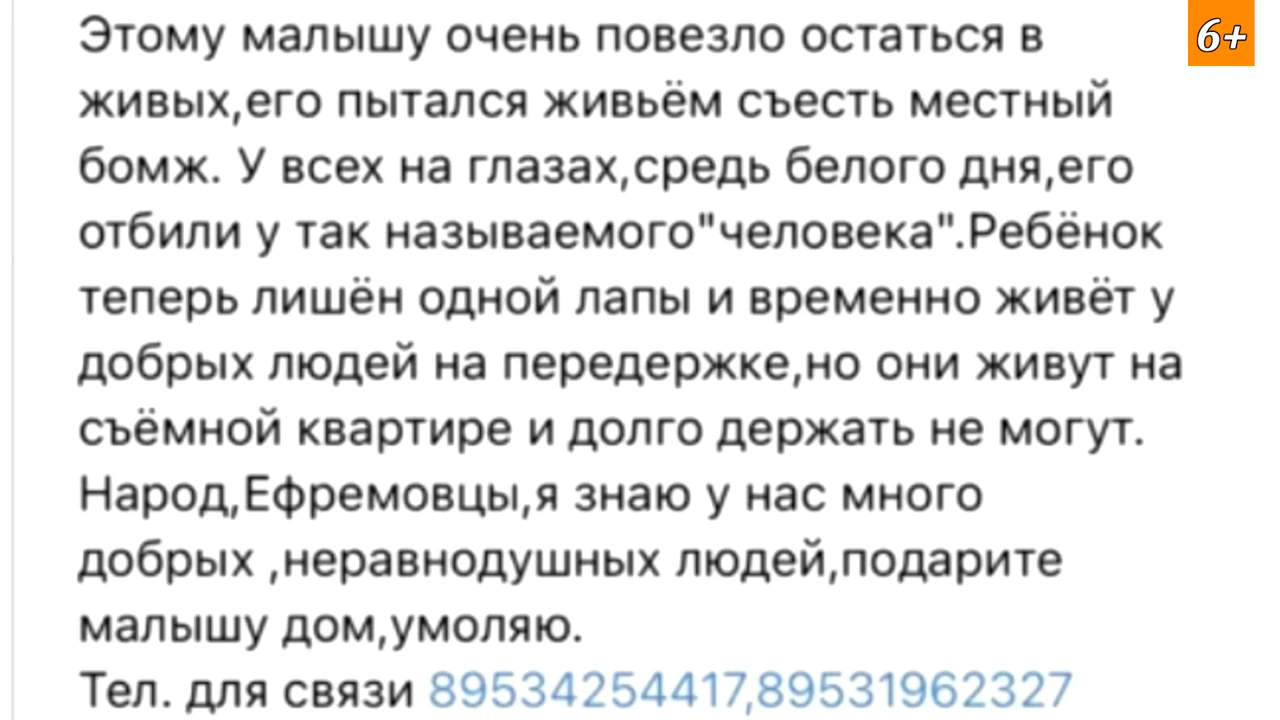 Этому малышу очень повезло остаться в
6+
живых,его пытался живьём съесть местный
бомж. У всех на глазах,средь белого дня,его
отбили у так называемого"человека".Ребёнок
теперь лишён одной лапы и временно живёт у
добрых людей на передержке,но они живут на
съёмной квартире и долго держать не могут.
Народ,Ефремовцы,я знаю у нас много
добрых ,неравнодушных людей,подарите
малышу дом,умоляю.
Тел. для связи 89534254417,89531962327